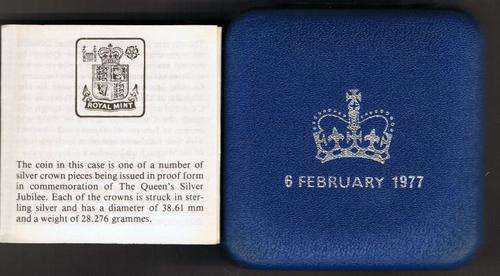 ROYAL MINT
The coin in this case is one of a number of
silver crown pieces being issued in proof form
in commemoration of The Queen's Silver
Jubilee. Each of the crowns is struck in ster-
ling silver and has a diameter of 38.61 mm
and a weight of 28.276 grammes.
6 FEBRUARY 1977